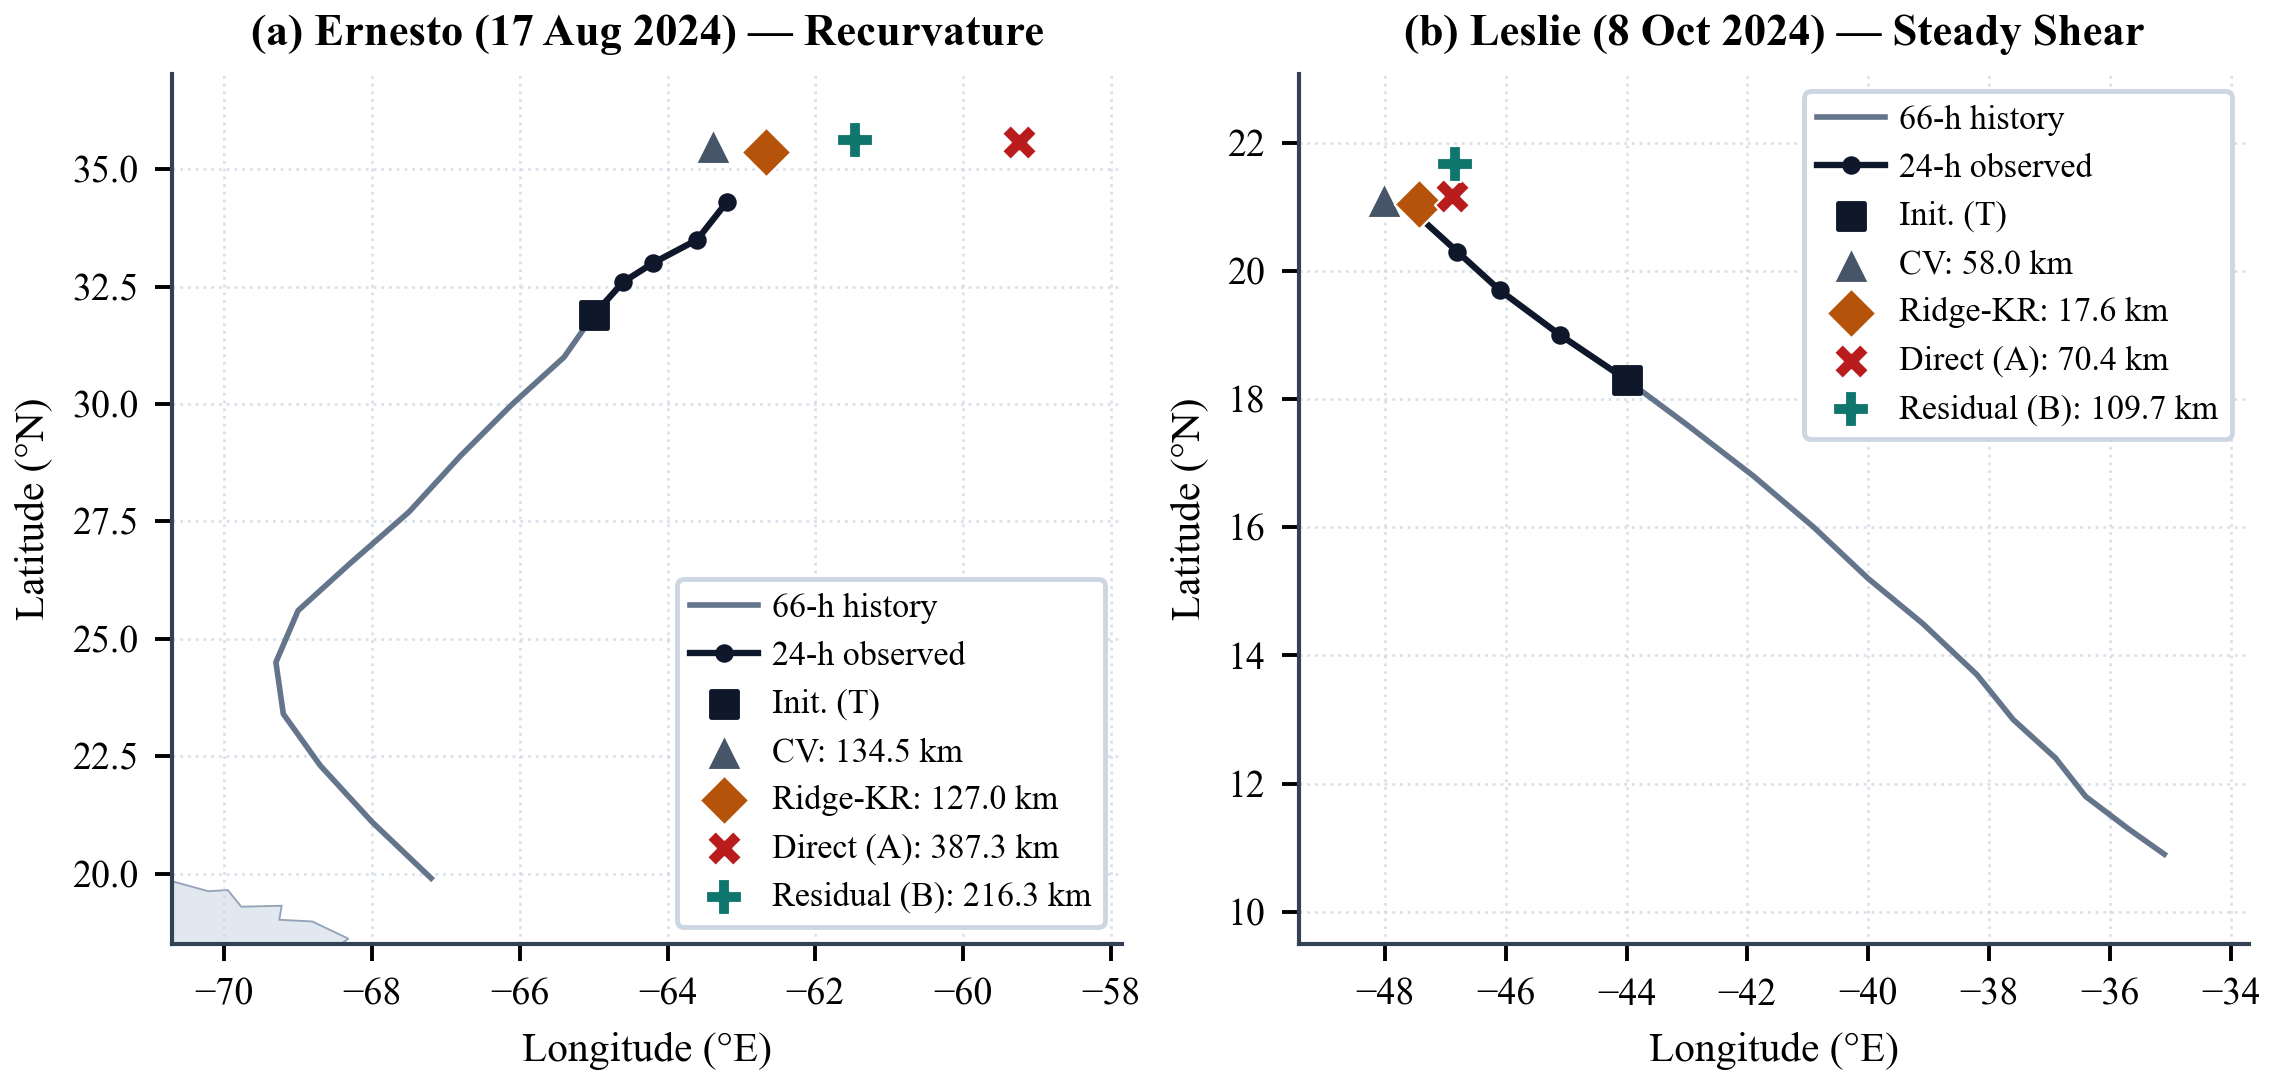 (a) Ernesto (17 Aug 2024) — Recurvature
Latitude (°N)
35.0
32.5
30.0
27.5
25.0
22.5
20.0
66-h history
24-h observed
Init. (T)
CV: 134.5 km
Ridge-KR: 127.0 km
Direct (A): 387.3 km
Residual (B): 216.3 km
−70 −68 −66 −64 −62 −60 −58
Longitude (°E)
(b) Leslie (8 Oct 2024) — Steady Shear
Latitude (°N)
22
20
18
16
14
12
10
66-h history
24-h observed
Init. (T)
CV: 58.0 km
Ridge-KR: 17.6 km
Direct (A): 70.4 km
Residual (B): 109.7 km
−48 −46 −44 −42 −40 −38 −36 −34
Longitude (°E)